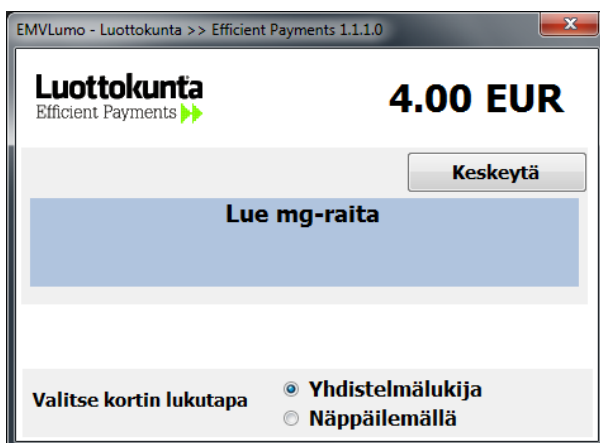 EMVLumo - Luottokunta >> Efficient Payments 1.1.1.0
Luottokunta
Efficient Payments
4.00 EUR
Keskeytä
Lue mg-raita
Valitse kortin lukutapa
Yhdistelmälukija
Näppäilemällä